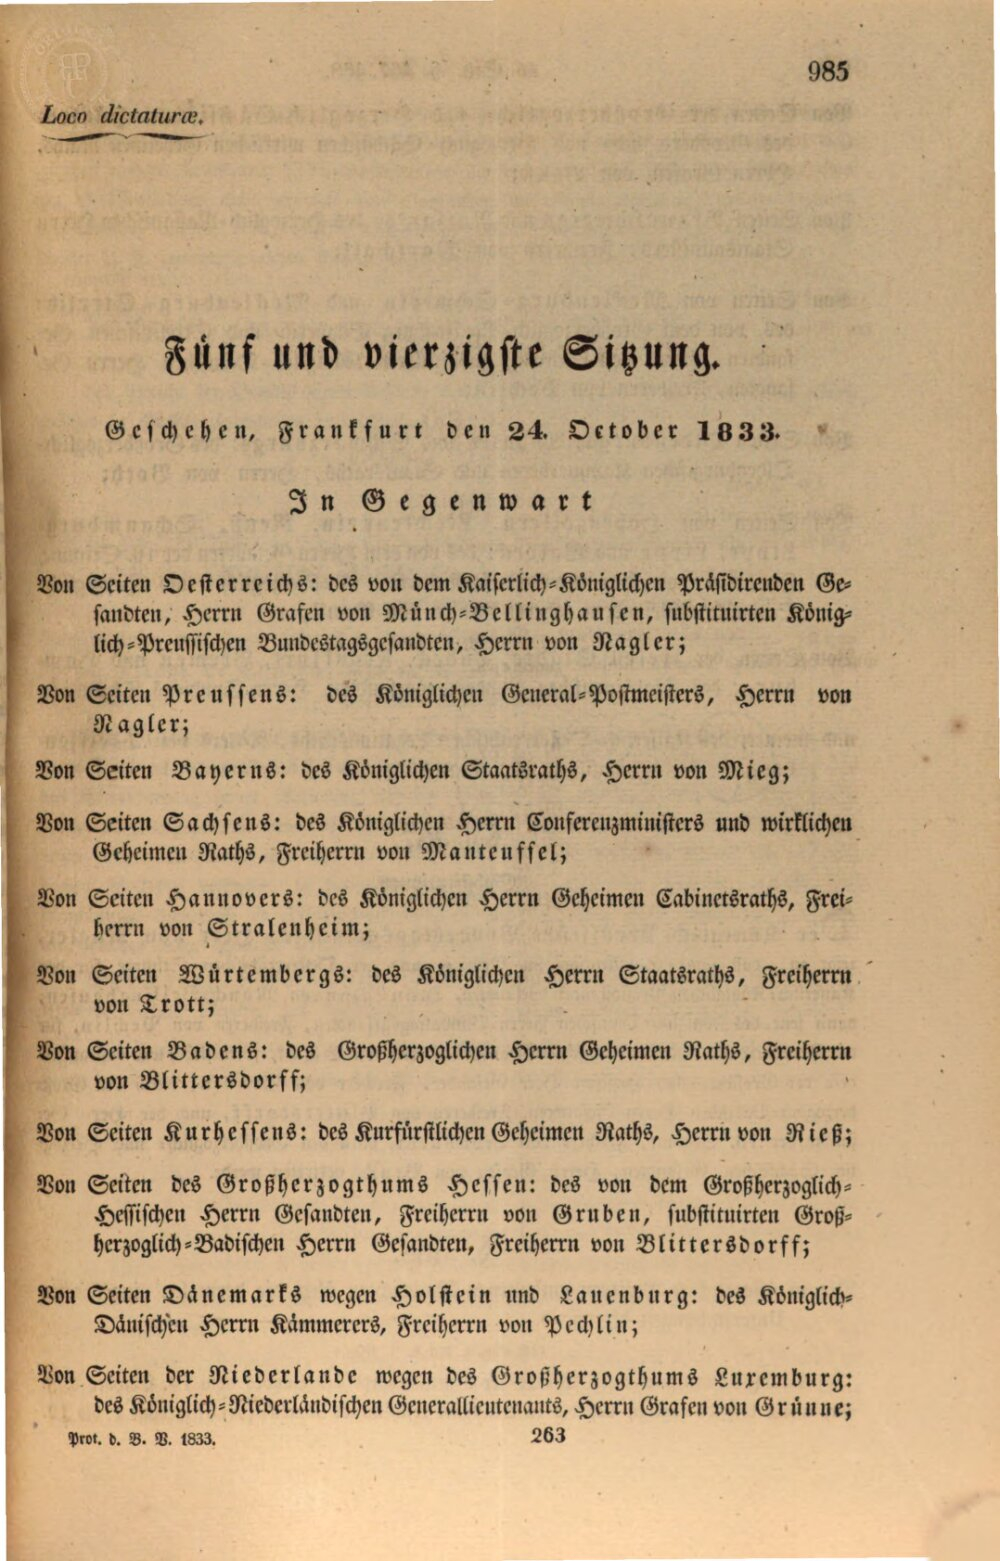 985
Loco dictaturæ.
Fünf und vierzigste Sitzung.
Geschehen, Frankfurt den 24. October 1833.
In Gegenwart
Von Seiten Oesterreichs: des von dem Kaiserlich-Königlichen Präsidirenden Ge-
sandten, Herrn Grafen von Münch-Bellinghausen, substituirten König-
lich-Preussischen Bundestagsgesandten, Herrn von Nagler;
Von Seiten Preussens: des Königlichen General-Postmeisters, Herrn von
Nagler;
Von Seiten Bayerns: des Königlichen Staatsraths, Herrn von Mieg;
Von Seiten Sachsens: des Königlichen Herrn Conferenzministers und wirklichen
Geheimen Raths, Freiherrn von Manteuffel;
Von Seiten Hannovers: des Königlichen Herrn Geheimen Cabinetsraths, Frei-
herrn von Stralenheim;
Von Seiten Würtembergs: des Königlichen Herrn Staatsraths, Freiherrn
von Trott;
Von Seiten Badens: des Großherzoglichen Herrn Geheimen Raths, Freiherrn
von Blittersdorff;
Von Seiten Kurhessens: des Kurfürstlichen Geheimen Raths, Herrn von Rieß;
Von Seiten des Großherzogthums Hessen: des von dem Großherzoglich-
Hessischen Herrn Gesandten, Freiherrn von Gruben, substituirten Groß-
herzoglich-Badischen Herrn Gesandten, Freiherrn von Blittersdorff;
Von Seiten Dänemarks wegen Holstein und Lauenburg: des Königlich-
Dänischen Herrn Kämmerers, Freiherrn von Pechlin;
Von Seiten der Niederlande wegen des Großherzogthums Luxemburg:
des Königlich-Niederländischen Generallieutenants, Herrn Grafen von Grünne;
Prot. d. B. V. 1833. 263